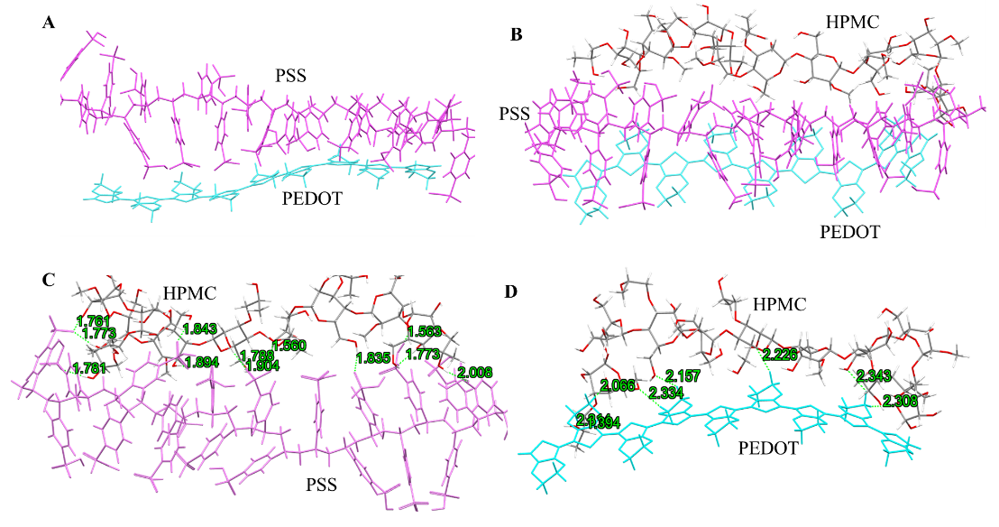 A
PSS
PEDOT
B
HPMC
PSS
PEDOT
C
HPMC
1.761
1.773
1.843
1.781
1.894
1.788
1.904
1.560
1.835
1.563
1.773
2.008
PSS
D
HPMC
2.226
2.157
2.066
2.334
2.343
2.308
PEDOT